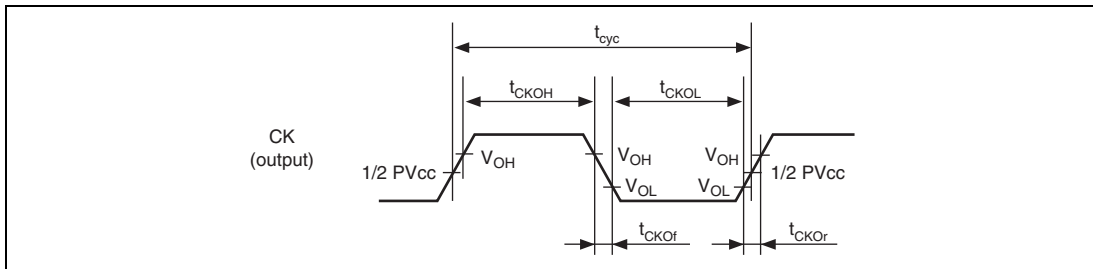 tcyc
tCKOH
tCKOL
CK
(output)
1/2 PVcc
VOH
VOH
VOL
VOH
VOL
1/2 PVcc
tCKOf
tCKOr